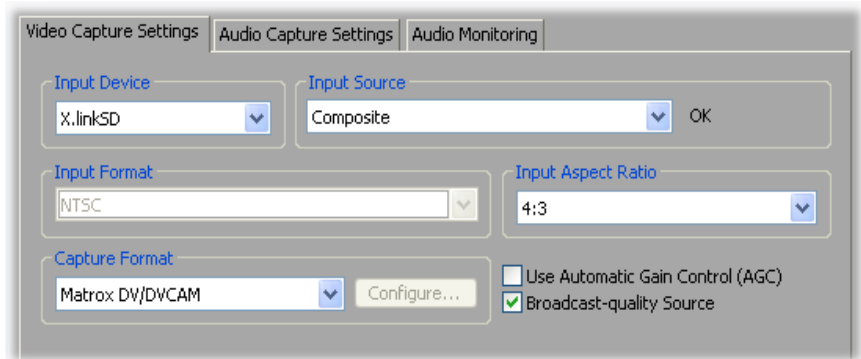 Video Capture Settings
Audio Capture Settings
Audio Monitoring
Input Device
Input Source
X.linkSD
Composite
OK
Input Format
Input Aspect Ratio
NTSC
4:3
Capture Format
Matrox DV/DVCAM
Configure...
Use Automatic Gain Control (AGC)
Broadcast-quality Source